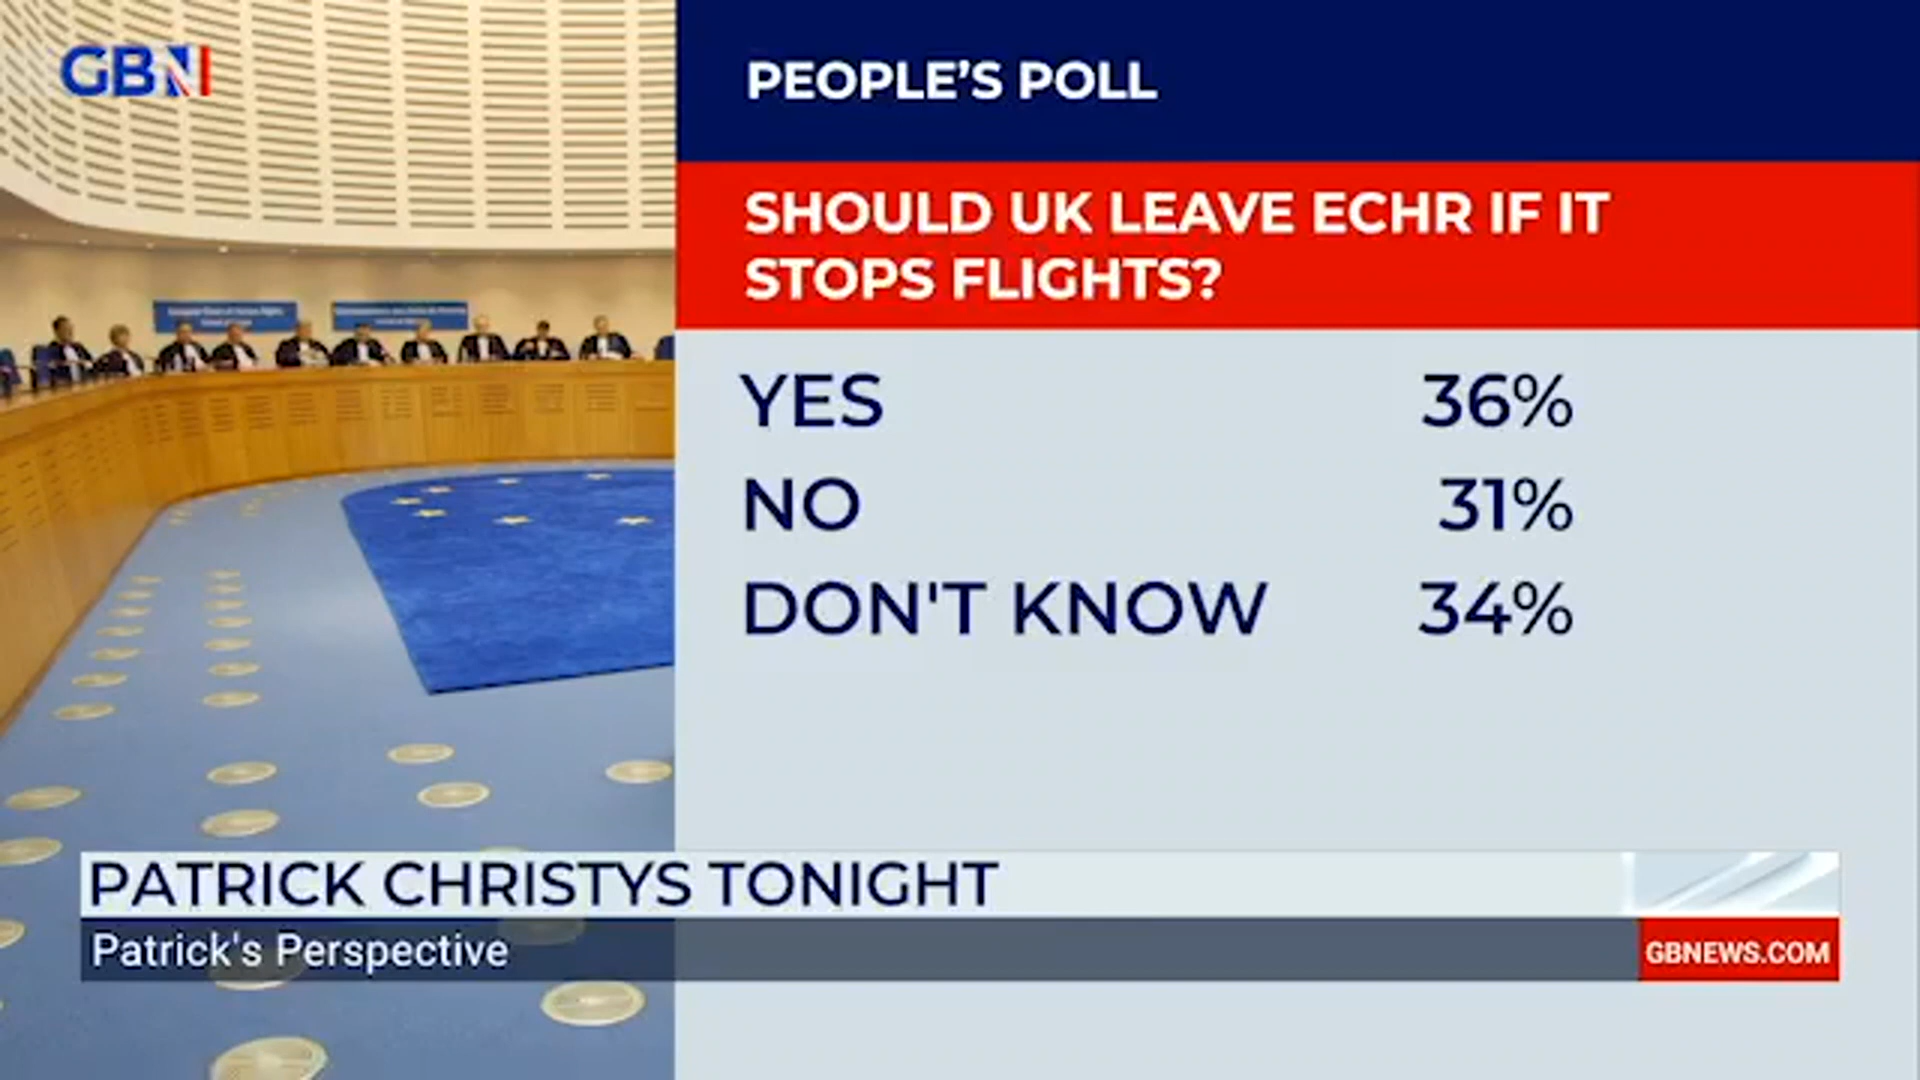 GBN
PEOPLE'S POLL
SHOULD UK LEAVE ECHR IF IT
STOPS FLIGHTS?
YES 36%
NO 31%
DON'T KNOW 34%
PATRICK CHRISTYS TONIGHT
Patrick's Perspective
GBNEWS.COM